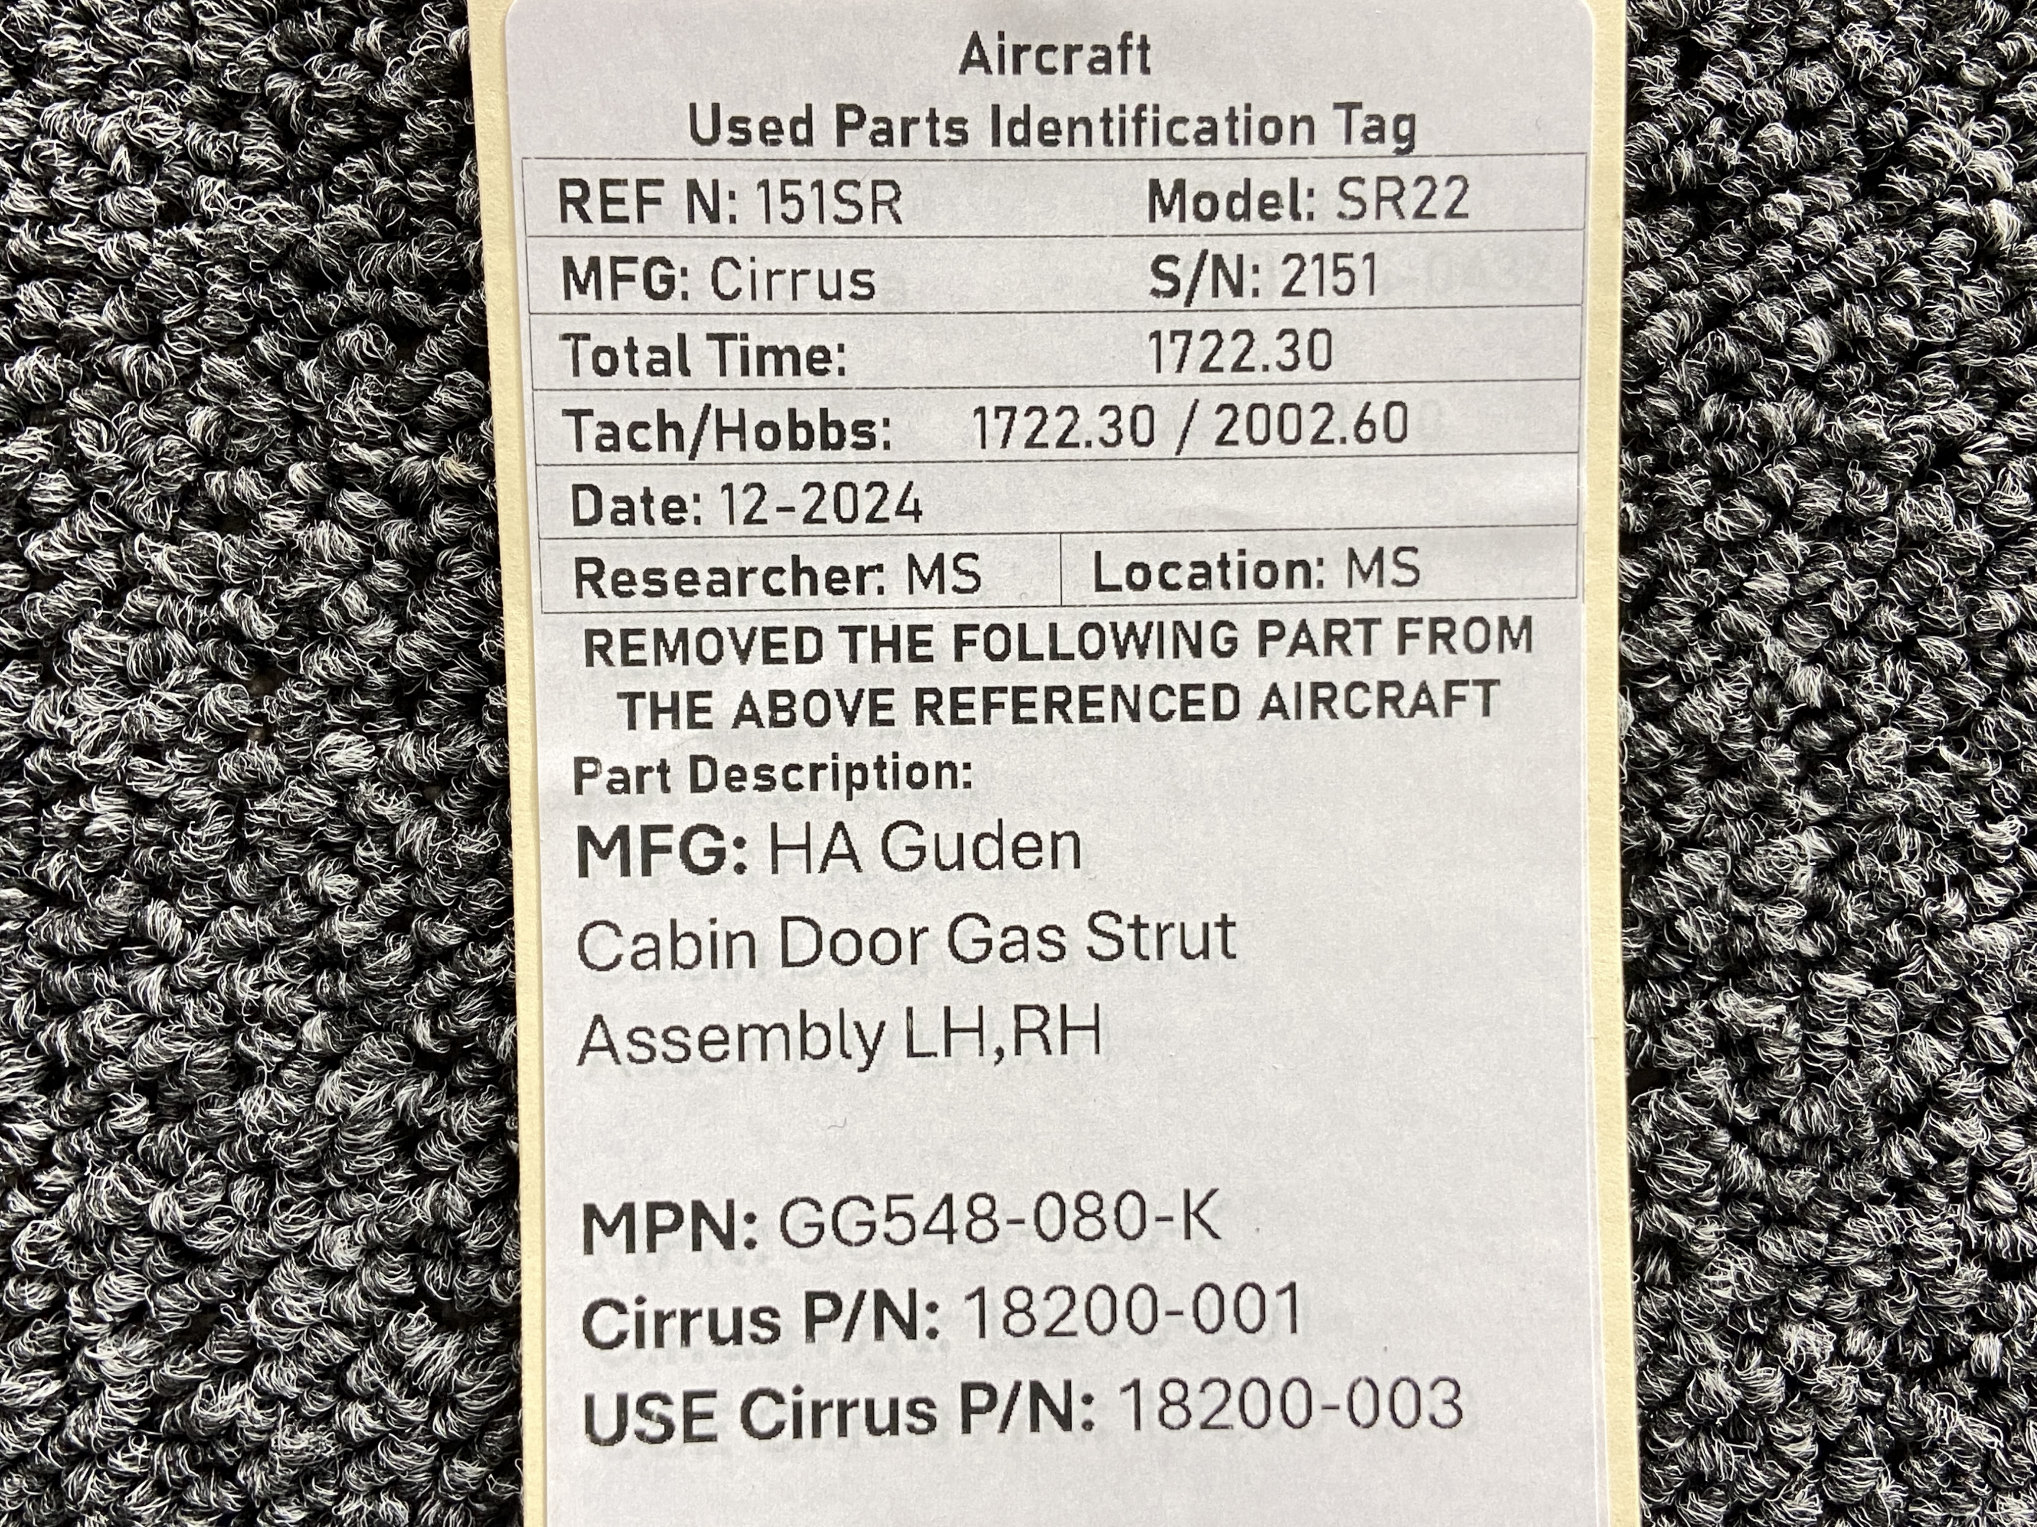 Aircraft
Used Parts Identification Tag
REF N: 151SR Model: SR22
MFG: Cirrus S/N: 2151
Total Time: 1722.30
Tach/Hobbs: 1722.30 / 2002.60
Date: 12-2024
Researcher: MS Location: MS
REMOVED THE FOLLOWING PART FROM
THE ABOVE REFERENCED AIRCRAFT
Part Description:
MFG: HA Guden
Cabin Door Gas Strut
Assembly LH,RH
MPN: GG548-080-K
Cirrus P/N: 18200-001
USE Cirrus P/N: 18200-003